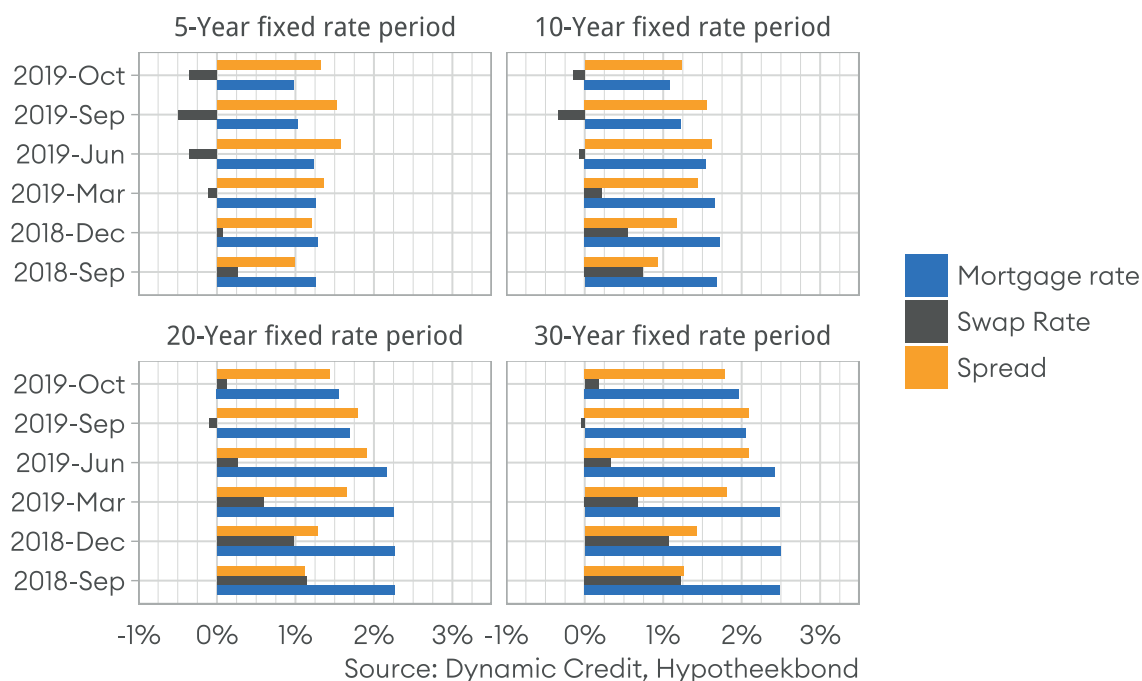 5-Year fixed rate period
10-Year fixed rate period
2019-Oct
2019-Sep
2019-Jun
2019-Mar
2018-Dec
2018-Sep
Mortgage rate
Swap Rate
Spread
20-Year fixed rate period
30-Year fixed rate period
2019-Oct
2019-Sep
2019-Jun
2019-Mar
2018-Dec
2018-Sep
-1% 0% 1% 2% 3% -1% 0% 1% 2% 3%
Source: Dynamic Credit, Hypotheekbond